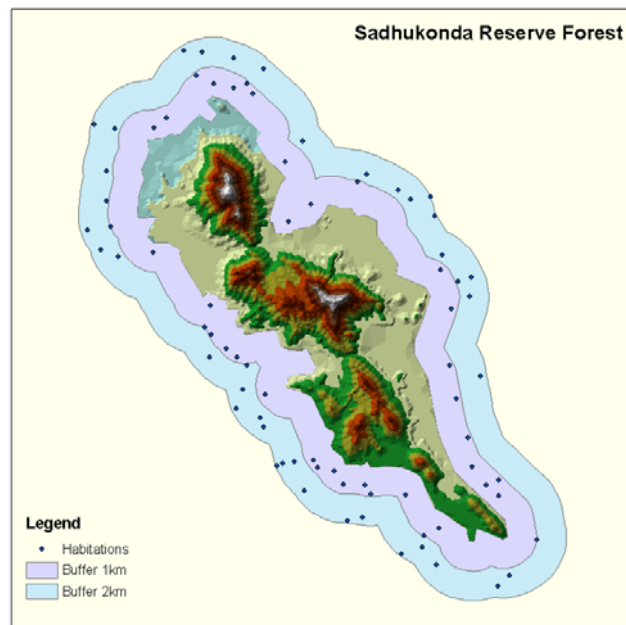 Sadhukonda Reserve Forest
Legend
Habitations
Buffer 1km
Buffer 2km